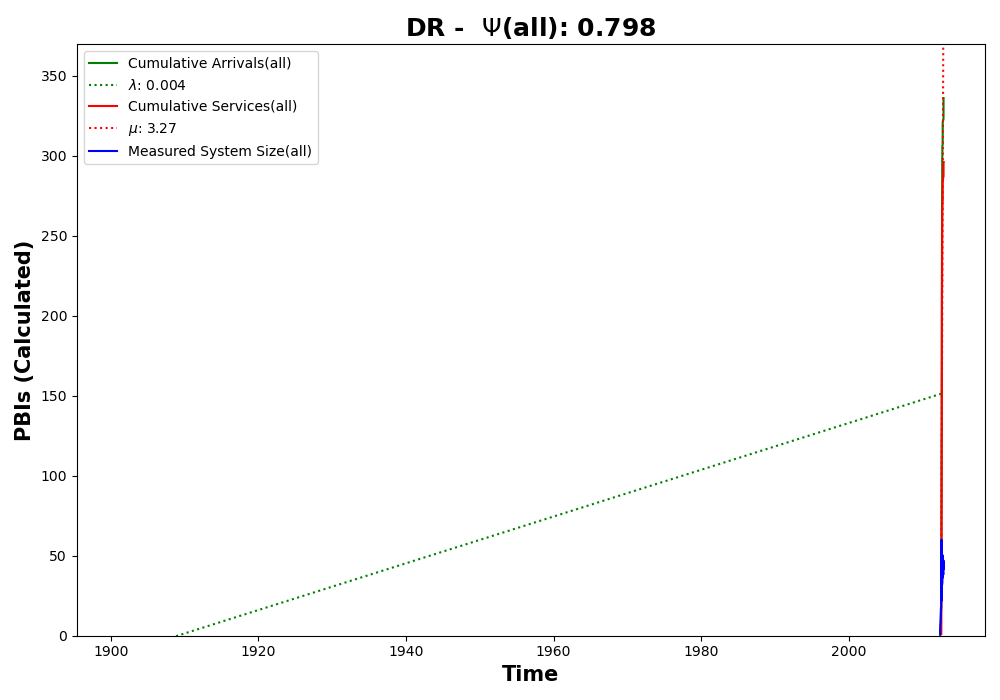 DR - Ψ(all): 0.798
Cumulative Arrivals(all)
λ: 0.004
Cumulative Services(all)
μ: 3.27
Measured System Size(all)
PBIs (Calculated)
350
300
250
200
150
100
50
0
1900 1920 1940 1960 1980 2000
Time